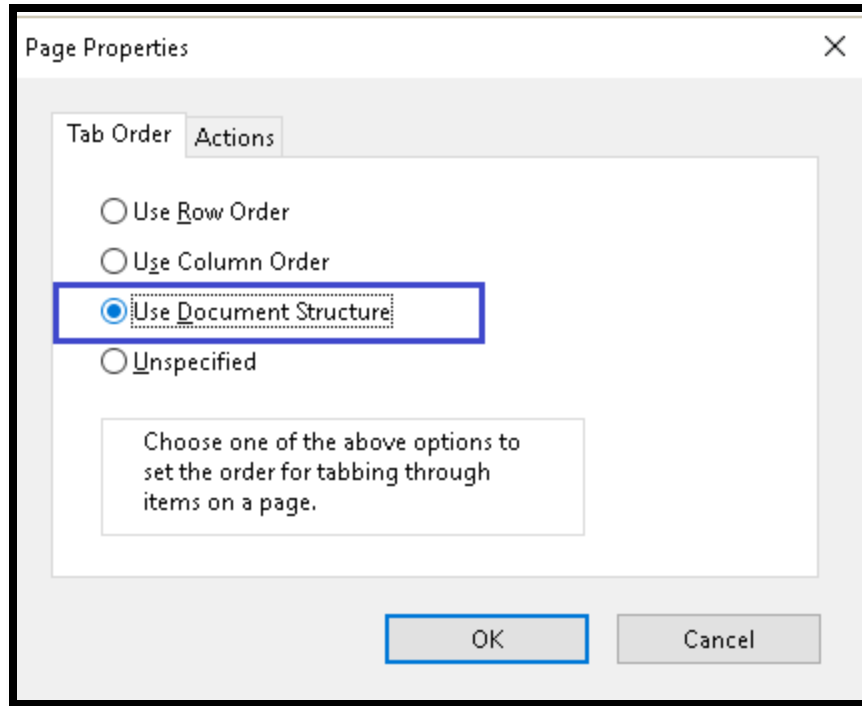 Page Properties
Tab Order
Actions
Use Row Order
Use Column Order
Use Document Structure
Unspecified
Choose one of the above options to
set the order for tabbing through
items on a page.
OK
Cancel